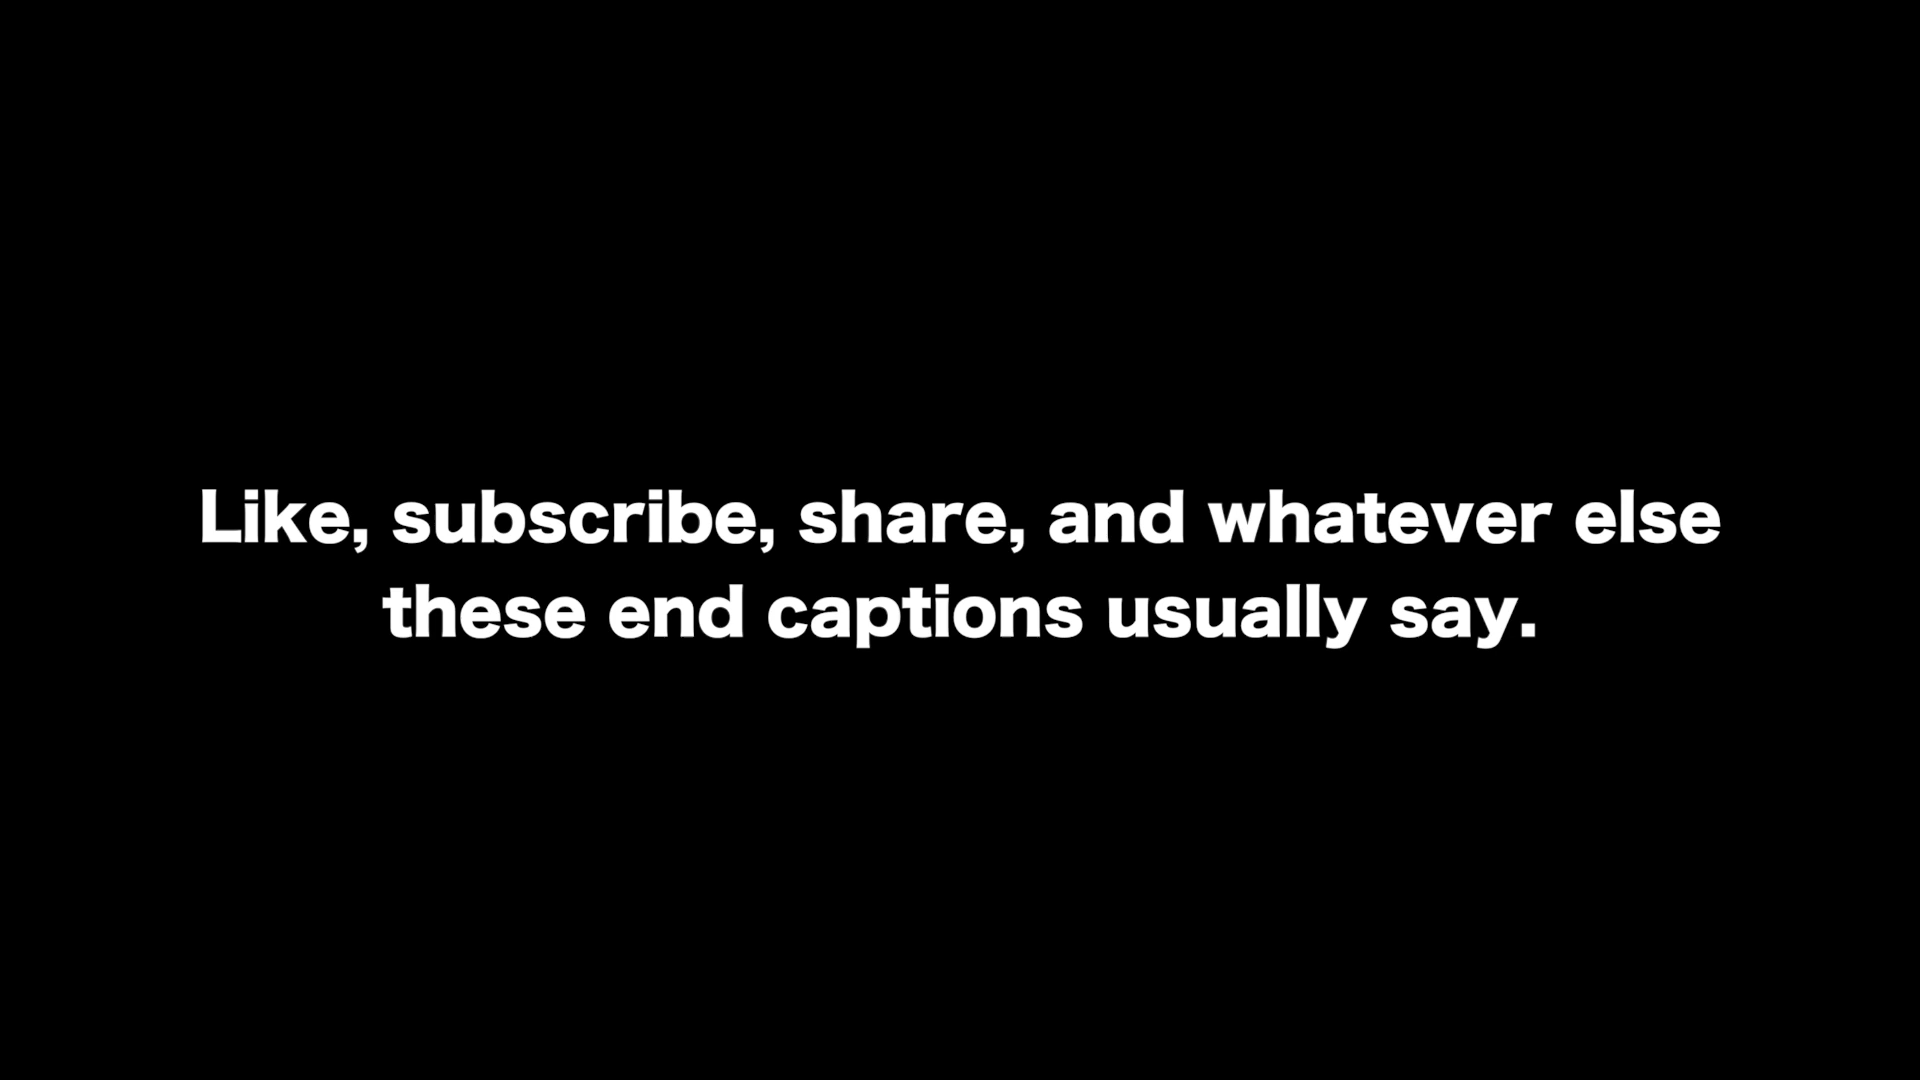 Like, subscribe, share, and whatever else
these end captions usually say.